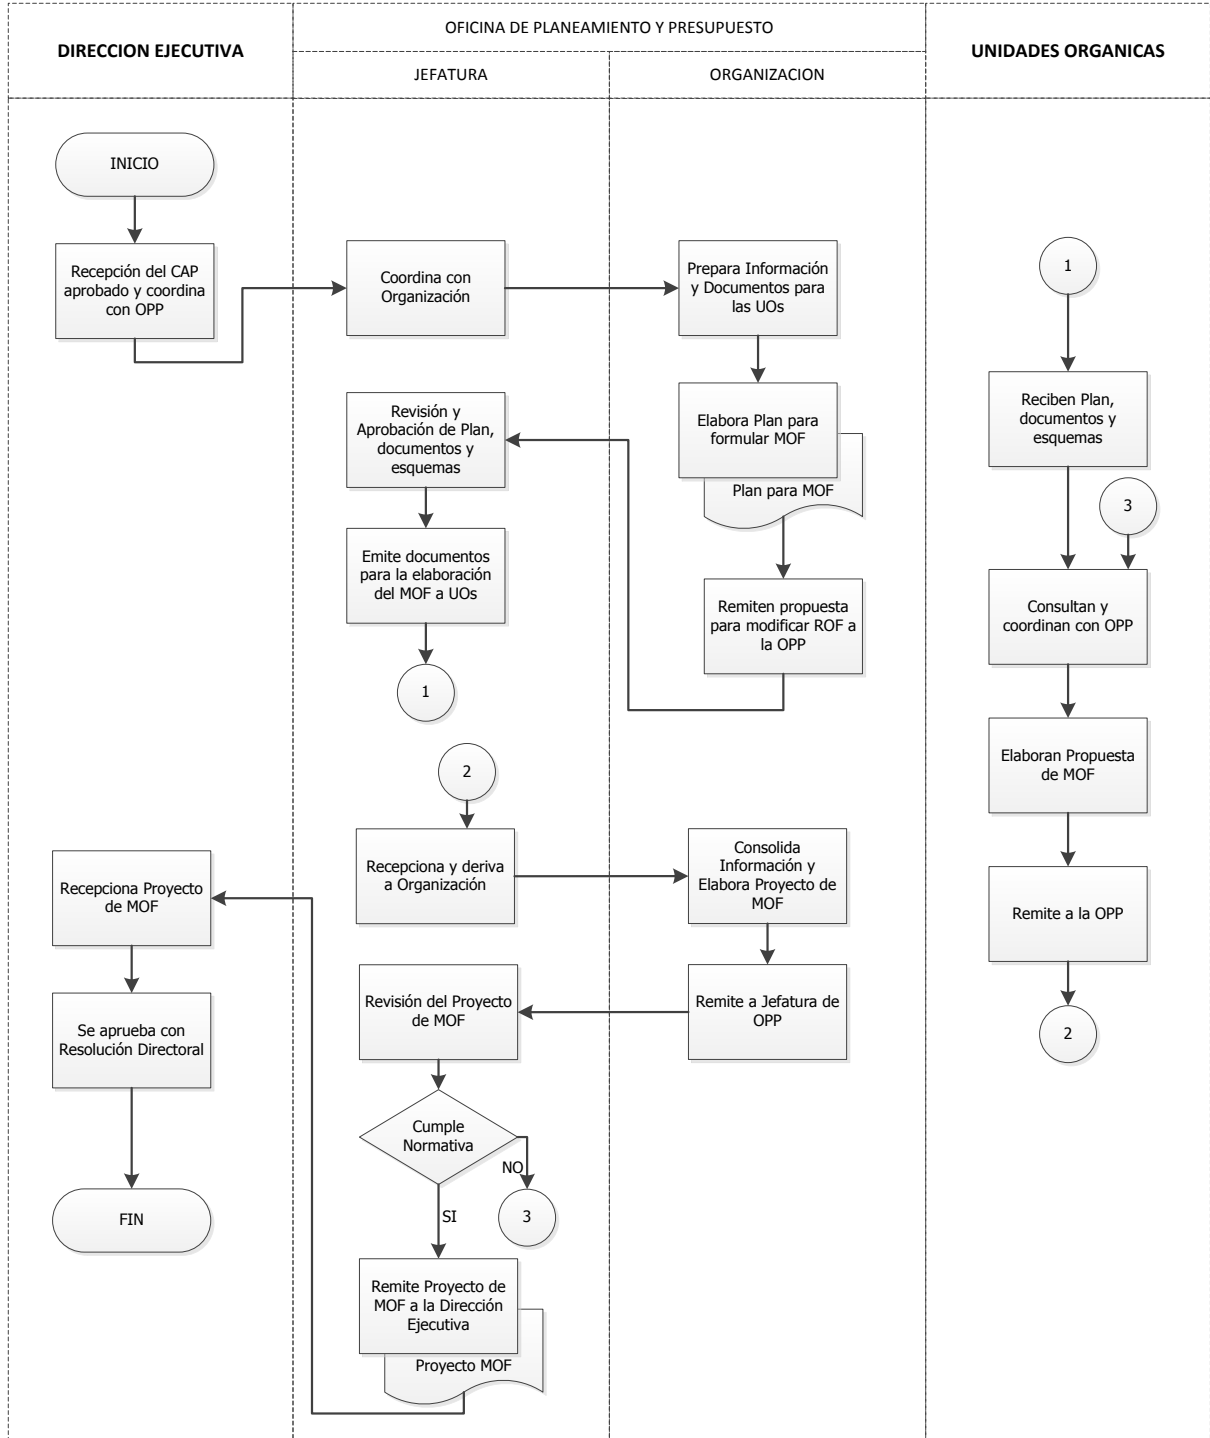 DIRECCION EJECUTIVA
OFICINA DE PLANEAMIENTO Y PRESUPUESTO
JEFATURA
ORGANIZACION
UNIDADES ORGANICAS
INICIO
Recepción del CAP
aprobado y coordina
con OPP
Coordina con
Organización
Prepara Información
y Documentos para
las UOs
1
Revisión y
Aprobación de Plan,
documentos y
esquemas
Elabora Plan para
formular MOF
Plan para MOF
Reciben Plan,
documentos y
esquemas
3
Emite documentos
para la elaboración
del MOF a UOs
Remiten propuesta
para modificar ROF a
la OPP
Consultan y
coordinan con OPP
1
Elaboran Propuesta
de MOF
2
Recepciona y deriva
a Organización
Consolida
Información y
Elabora Proyecto de
MOF
Recepciona Proyecto
de MOF
Remite a la OPP
Revisión del Proyecto
de MOF
Remite a Jefatura de
OPP
Se aprueba con
Resolución Directoral
2
Cumple
Normativa
NO
SI
3
FIN
Remite Proyecto de
MOF a la Dirección
Ejecutiva
Proyecto MOF